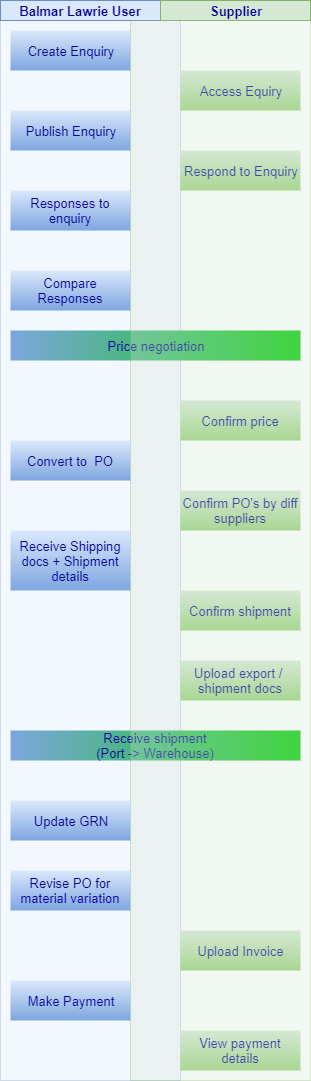 Balmar Lawrie User
Supplier
Create Enquiry
Access Equiry
Publish Enquiry
Respond to Enquiry
Responses to
enquiry
Compare
Responses
Price negotiation
Confirm price
Convert to  PO
Confirm PO's by diff
suppliers
Receive Shipping
docs + Shipment
details
Confirm shipment
Upload export /
shipment docs
Receive shipment
(Port -> Warehouse)
Update GRN
Revise PO for
material variation
Upload Invoice
Make Payment
View payment
details